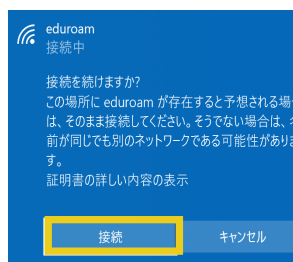 eduroam
接続中
接続を続けますか?
この場所に eduroam が存在すると予想される場
は、そのまま接続してください。そうでない場合は、
前が同じでも別のネットワークである可能性があり
す。
証明書の詳しい内容の表示
接続
キャンセル